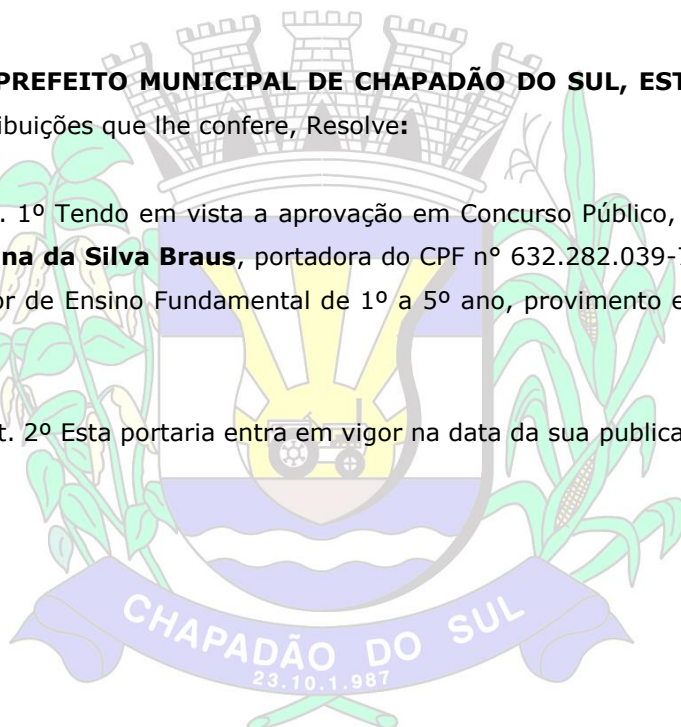 PREFEITO MUNICIPAL DE CHAPADÃO DO SUL, EST
ibuições que lhe confere, Resolve:
. 1º Tendo em vista a aprovação em Concurso Público,
na da Silva Braus, portadora do CPF n° 632.282.039-7
or de Ensino Fundamental de 1º a 5º ano, provimento e
t. 2º Esta portaria entra em vigor na data da sua publica
CHAPADÃO DO SUL
23.10.1.987